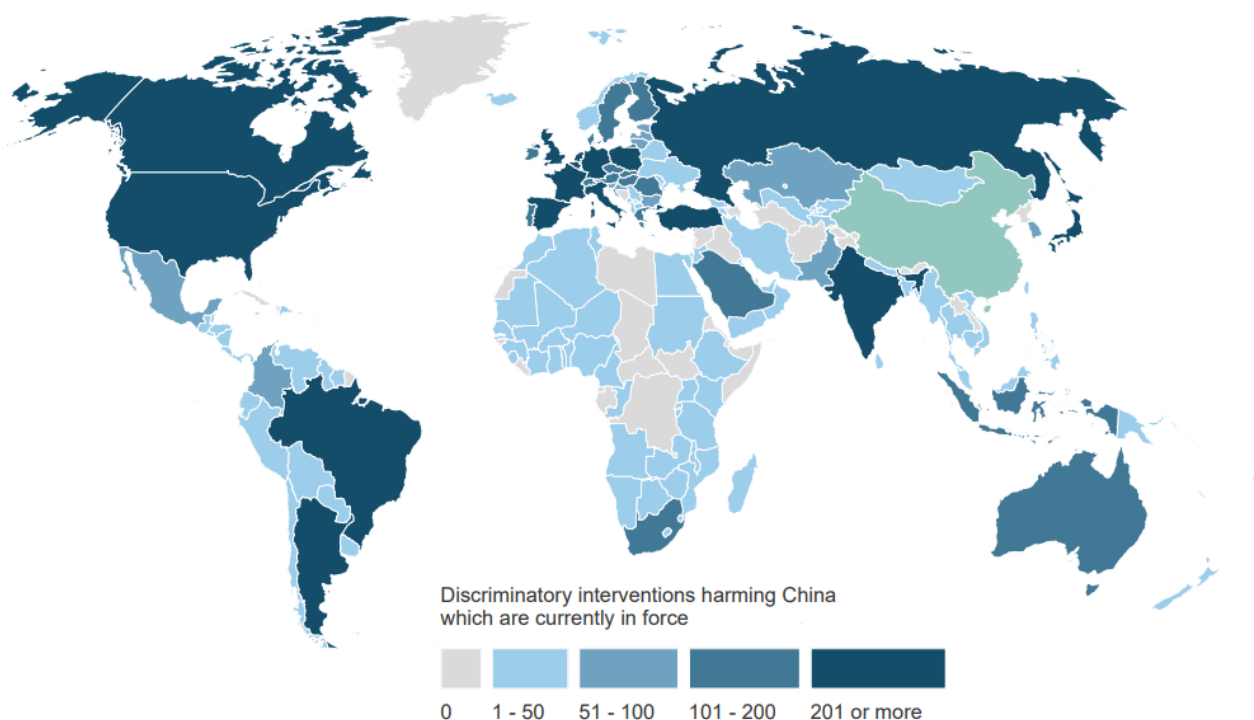 Discriminatory interventions harming China
which are currently in force
0 1 - 50 51 - 100 101 - 200 201 or more